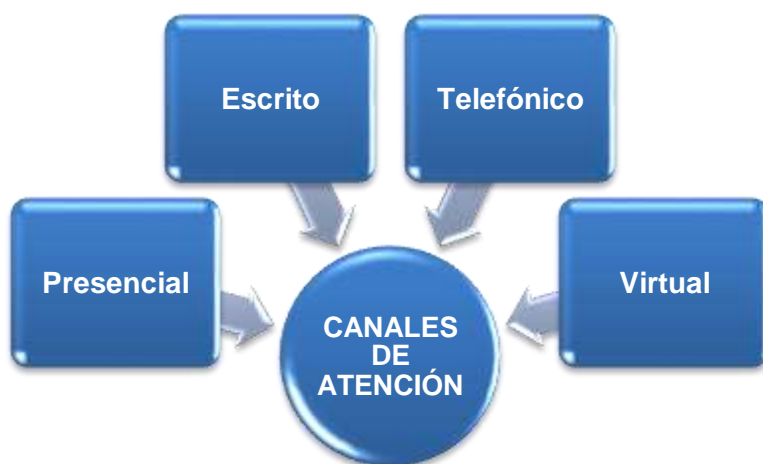 Escrito
Telefónico
Presencial
Virtual
CANALES
DE
ATENCIÓN